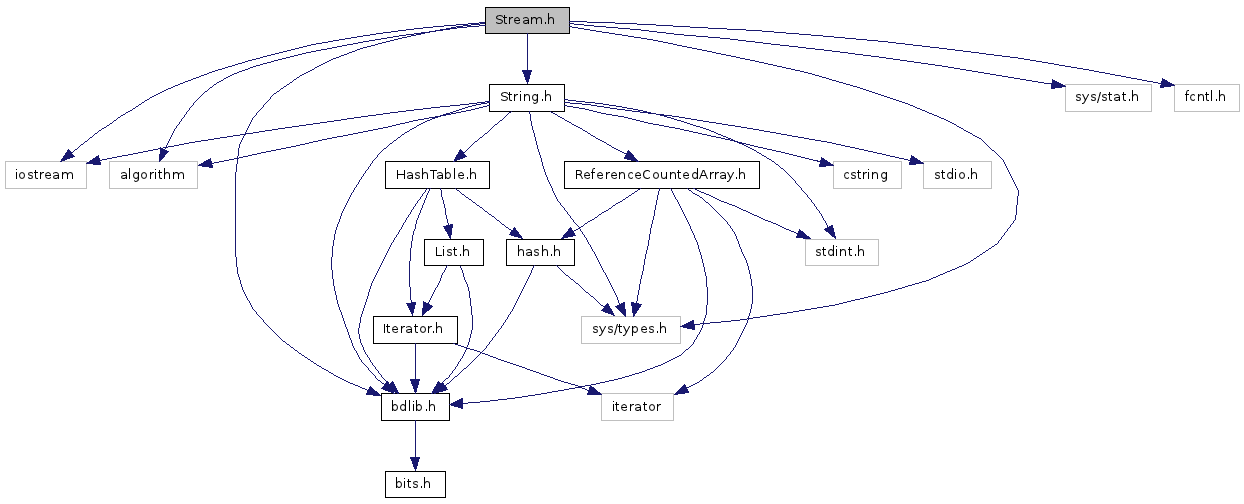 Stream.h
String.h
sys/stat.h
fcntl.h
iostream
algorithm
HashTable.h
ReferenceCountedArray.h
cstring
stdio.h
List.h
hash.h
stdint.h
Iterator.h
sys/types.h
bdlib.h
iterator
bits.h